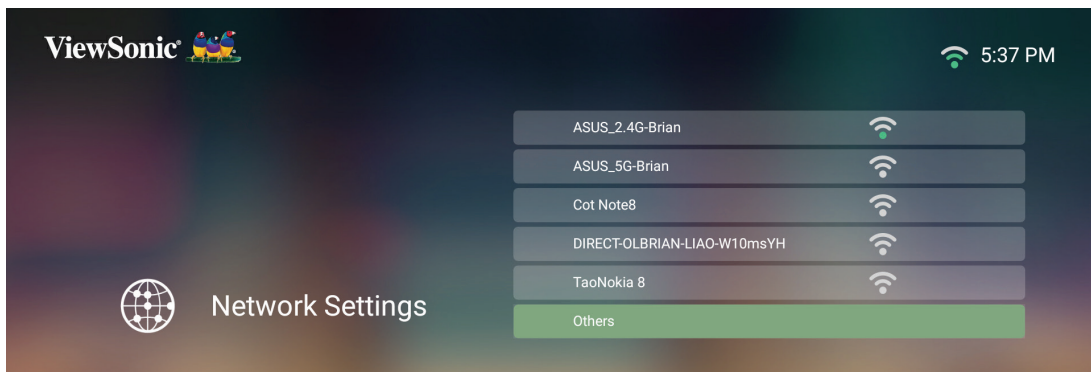 ViewSonic®
5:37 PM
ASUS_2.4G-Brian
ASUS_5G-Brian
Cot Note8
DIRECT-OLBRIAN-LIAO-W10msYH
TaoNokia 8
Others
Network Settings